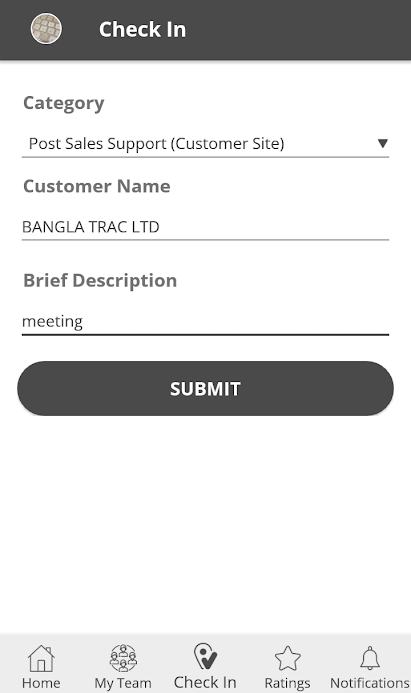 Check In
Category
Post Sales Support (Customer Site)
Customer Name
BANGLA TRAC LTD
Brief Description
meeting
SUBMIT
Home My Team Check In Ratings Notifications